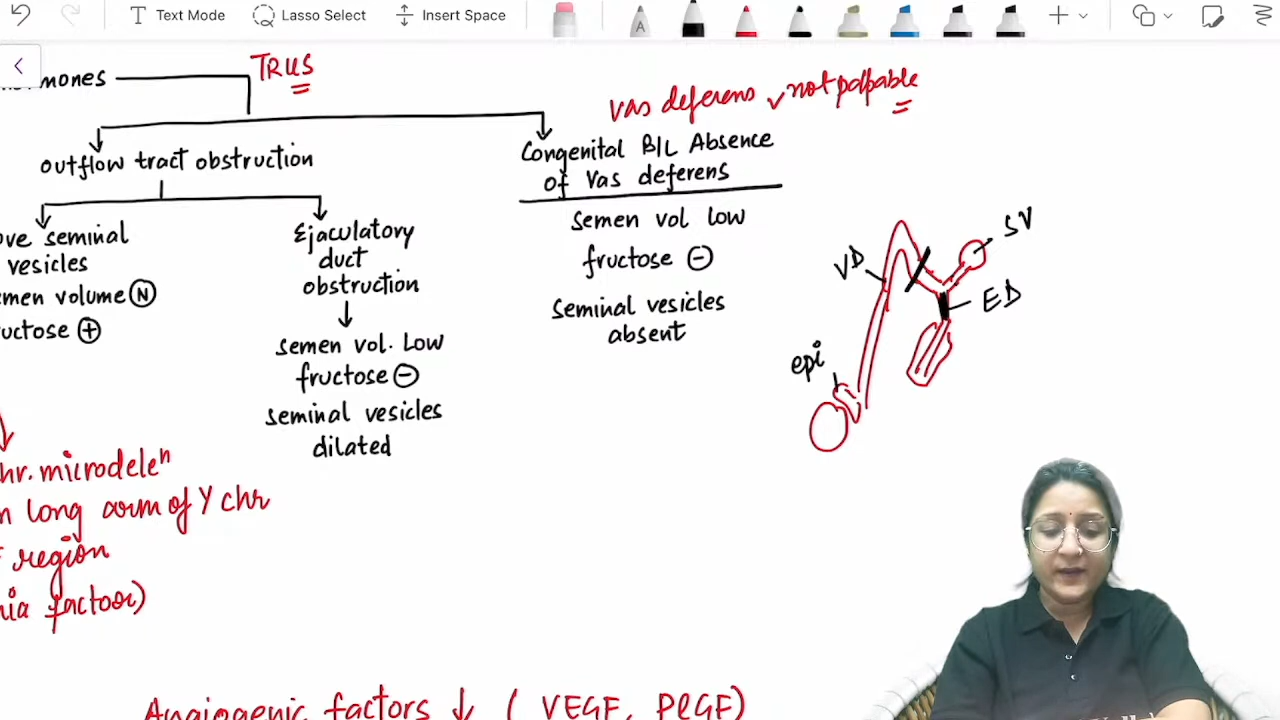 Text Mode
Lasso Select
Insert Space
A
mones
TRUS
vas deferens not palpable
outflow tract obstruction
Congenital B/L Absence
of Vas deferens
ove seminal
vesicles
men volume N
uctose +
Ejaculatory
duct
obstruction
semen vol. Low
fructose -
seminal vesicles
dilated
semen vol low
fructose -
seminal vesicles
absent
VD
SV
ED
epi
hr. microdeleⁿ
n long arm of Y chr
region
nia factor)
Angiogenic factors ↓ ( VEGF, PlGF)